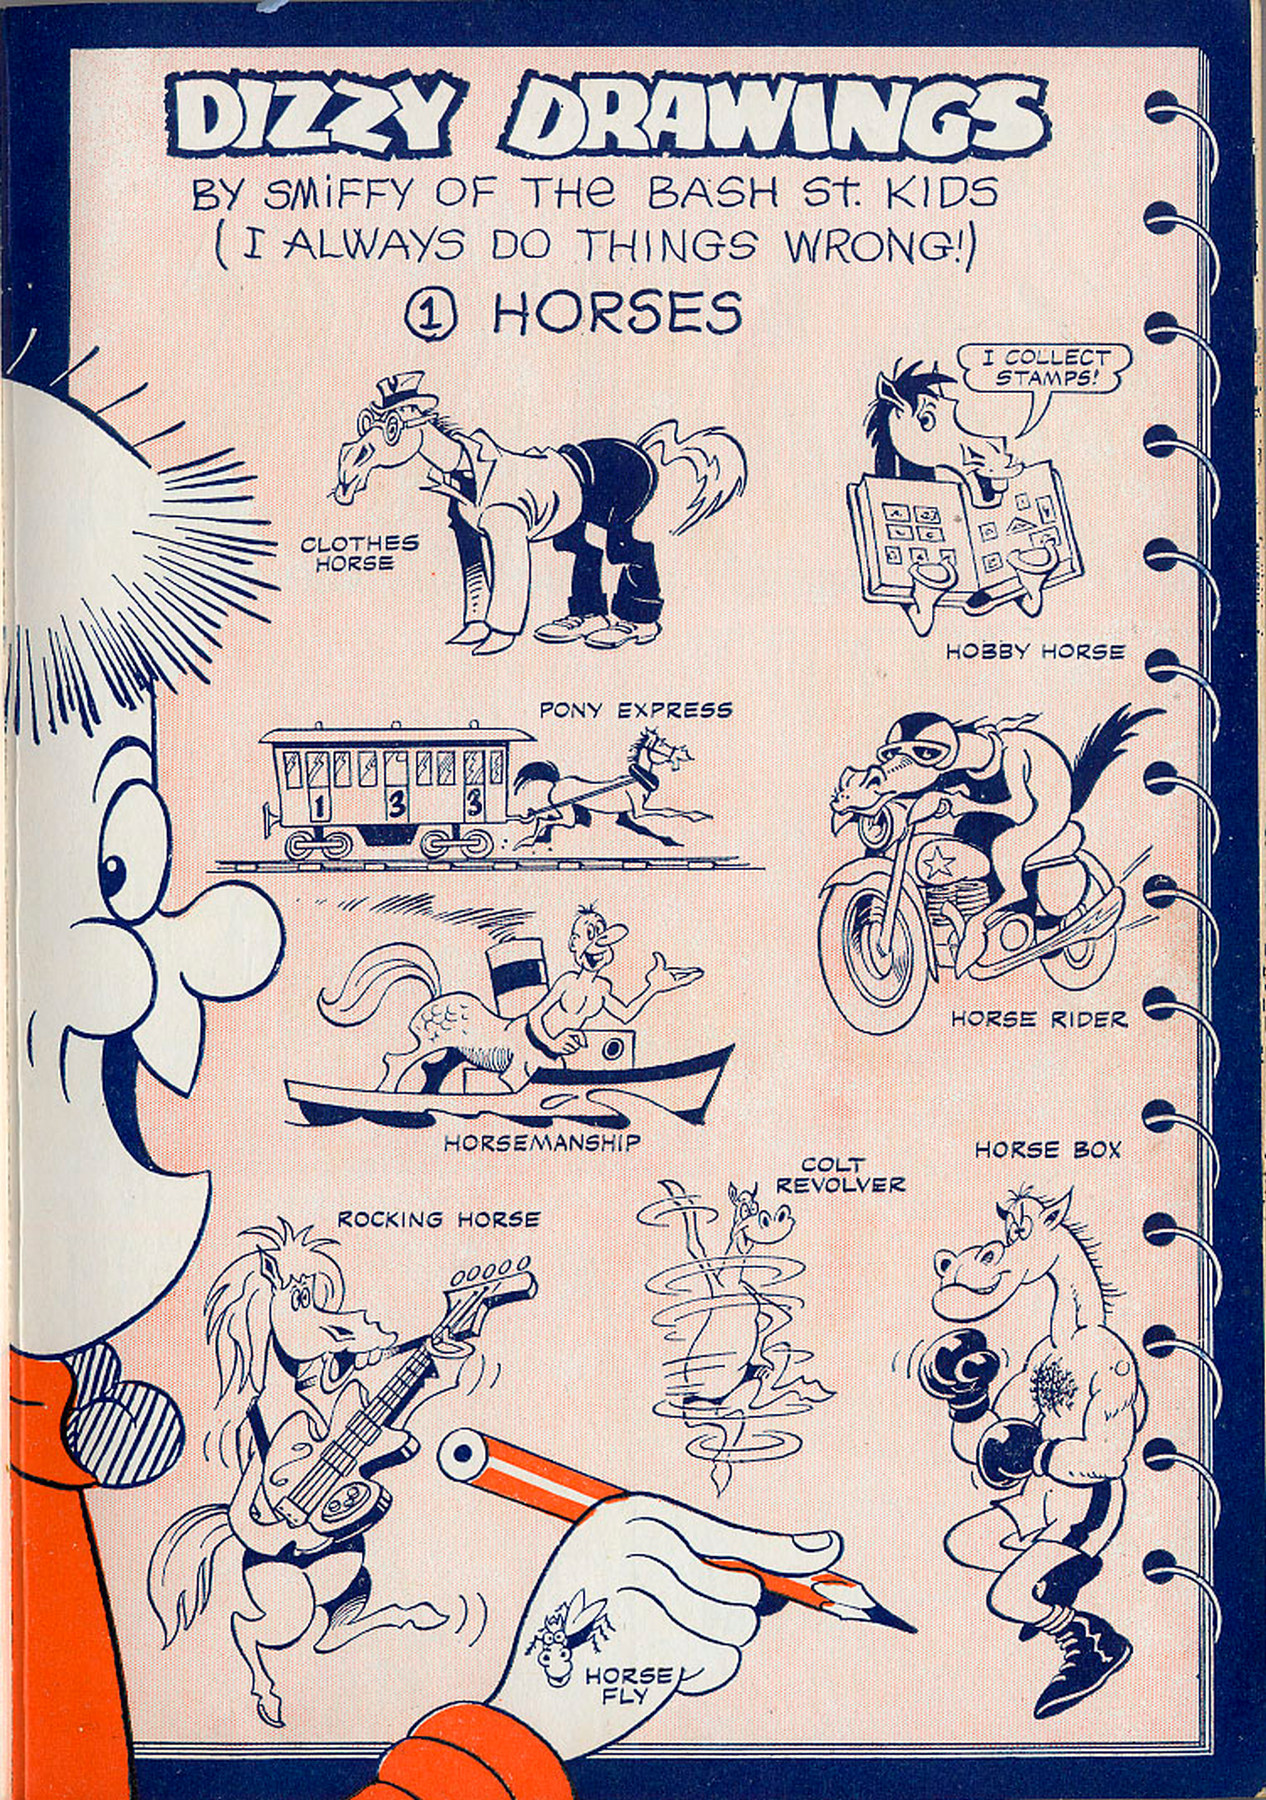 DIZZY DRAWINGS
BY SMiFFY OF THe BASH St. KIDS
(I ALWAYS DO THINGS WRONG!)
1 HORSES
I COLLECT
STAMPS!
CLOTHES
HORSE
HOBBY HORSE
PONY EXPRESS
1 3 3
HORSE RIDER
HORSEMANSHIP
HORSE BOX
COLT
REVOLVER
ROCKING HORSE
HORSE
FLY